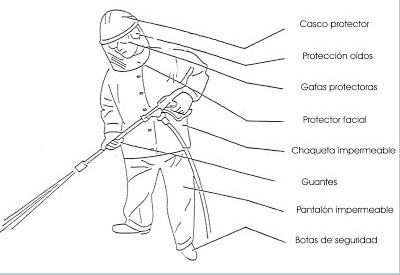 Casco protector
Protección oídos
Gafas protectoras
Protector facial
Chaqueta impermeable
Guantes
Pantalón impermeable
Botas de seguridad